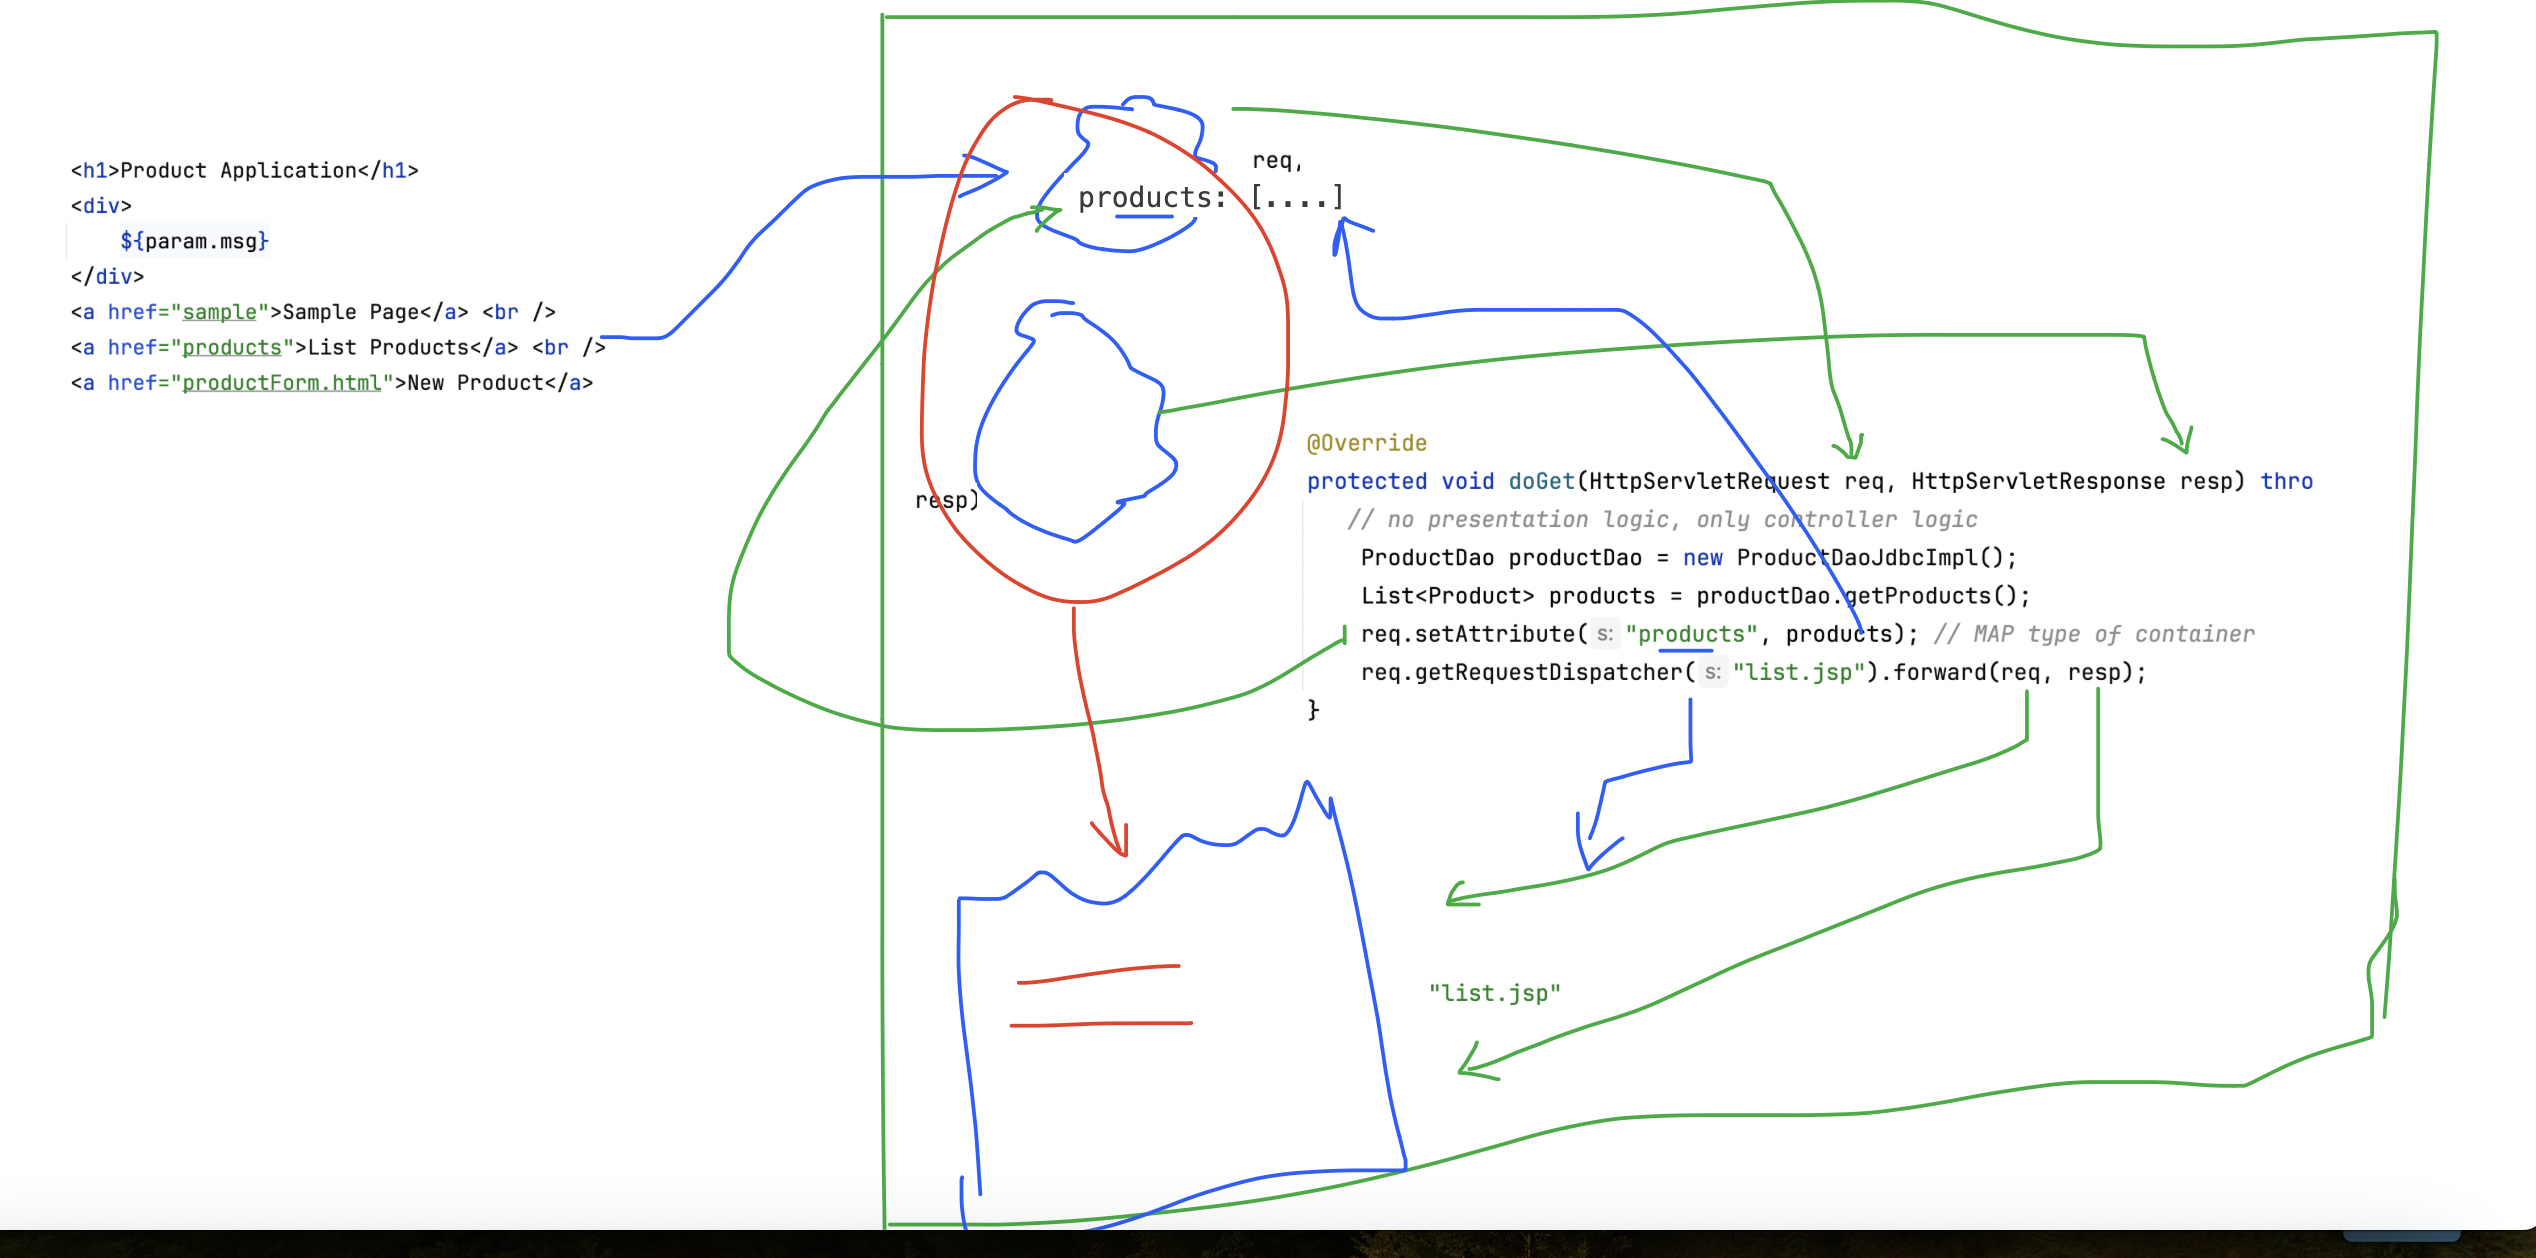 <h1>Product Application</h1>
<div>
${param.msg}
</div>
<a href="sample">Sample Page</a> <br />
<a href="products">List Products</a> <br />
<a href="productForm.html">New Product</a>
req,
products: [....]
resp)
@Override
protected void doGet(HttpServletRequest req, HttpServletResponse resp) thro
// no presentation logic, only controller logic
ProductDao productDao = new ProductDaoJdbcImpl();
List<Product> products = productDao.getProducts();
req.setAttribute( s: "products", products); // MAP type of container
req.getRequestDispatcher( s: "list.jsp").forward(req, resp);
}
"list.jsp"